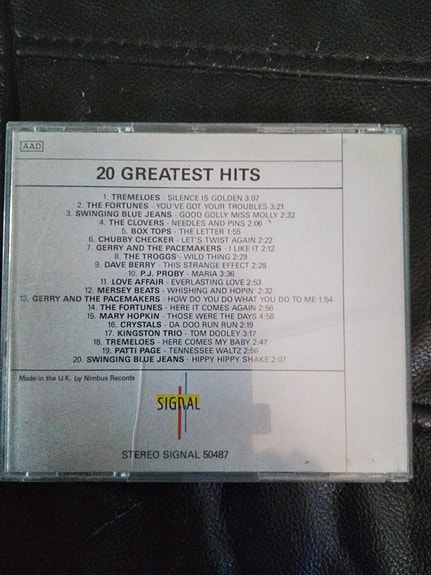 AAD
20 GREATEST HITS
1. TREMELOES - SILENCE IS GOLDEN 3:07
2. THE FORTUNES - YOU'VE GOT YOUR TROUBLES 3:21
3. SWINGING BLUE JEANS - GOOD GOLLY MISS MOLLY 2:22
4. THE CLOVERS - NEEDLES AND PINS 2:06
5. BOX TOPS - THE LETTER 1:55
6. CHUBBY CHECKER - LET'S TWIST AGAIN 2:22
7. GERRY AND THE PACEMAKERS - I LIKE IT 2:12
8. THE TROGGS - WILD THING 2:29
9. DAVE BERRY - THIS STRANGE EFFECT 2:28
10. P.J. PROBY - MARIA 3:36
11. LOVE AFFAIR - EVERLASTING LOVE 2:53
12. MERSEY BEATS - WHISHING AND HOPIN' 2:32
13. GERRY AND THE PACEMAKERS - HOW DO YOU DO WHAT YOU DO TO ME 1:54
14. THE FORTUNES - HERE IT COMES AGAIN 2:56
15. MARY HOPKIN - THOSE WERE THE DAYS 4:58
16. CRYSTALS - DA DOO RUN RUN 2:19
17. KINGSTON TRIO - TOM DOOLEY 3:17
18. TREMELOES - HERE COMES MY BABY 2:47
19. PATTI PAGE - TENNESSEE WALTZ 2:56
20. SWINGING BLUE JEANS - HIPPY HIPPY SHAKE 2:07
Made in the U.K. by Nimbus Records
SIGNAL
STEREO SIGNAL 50487